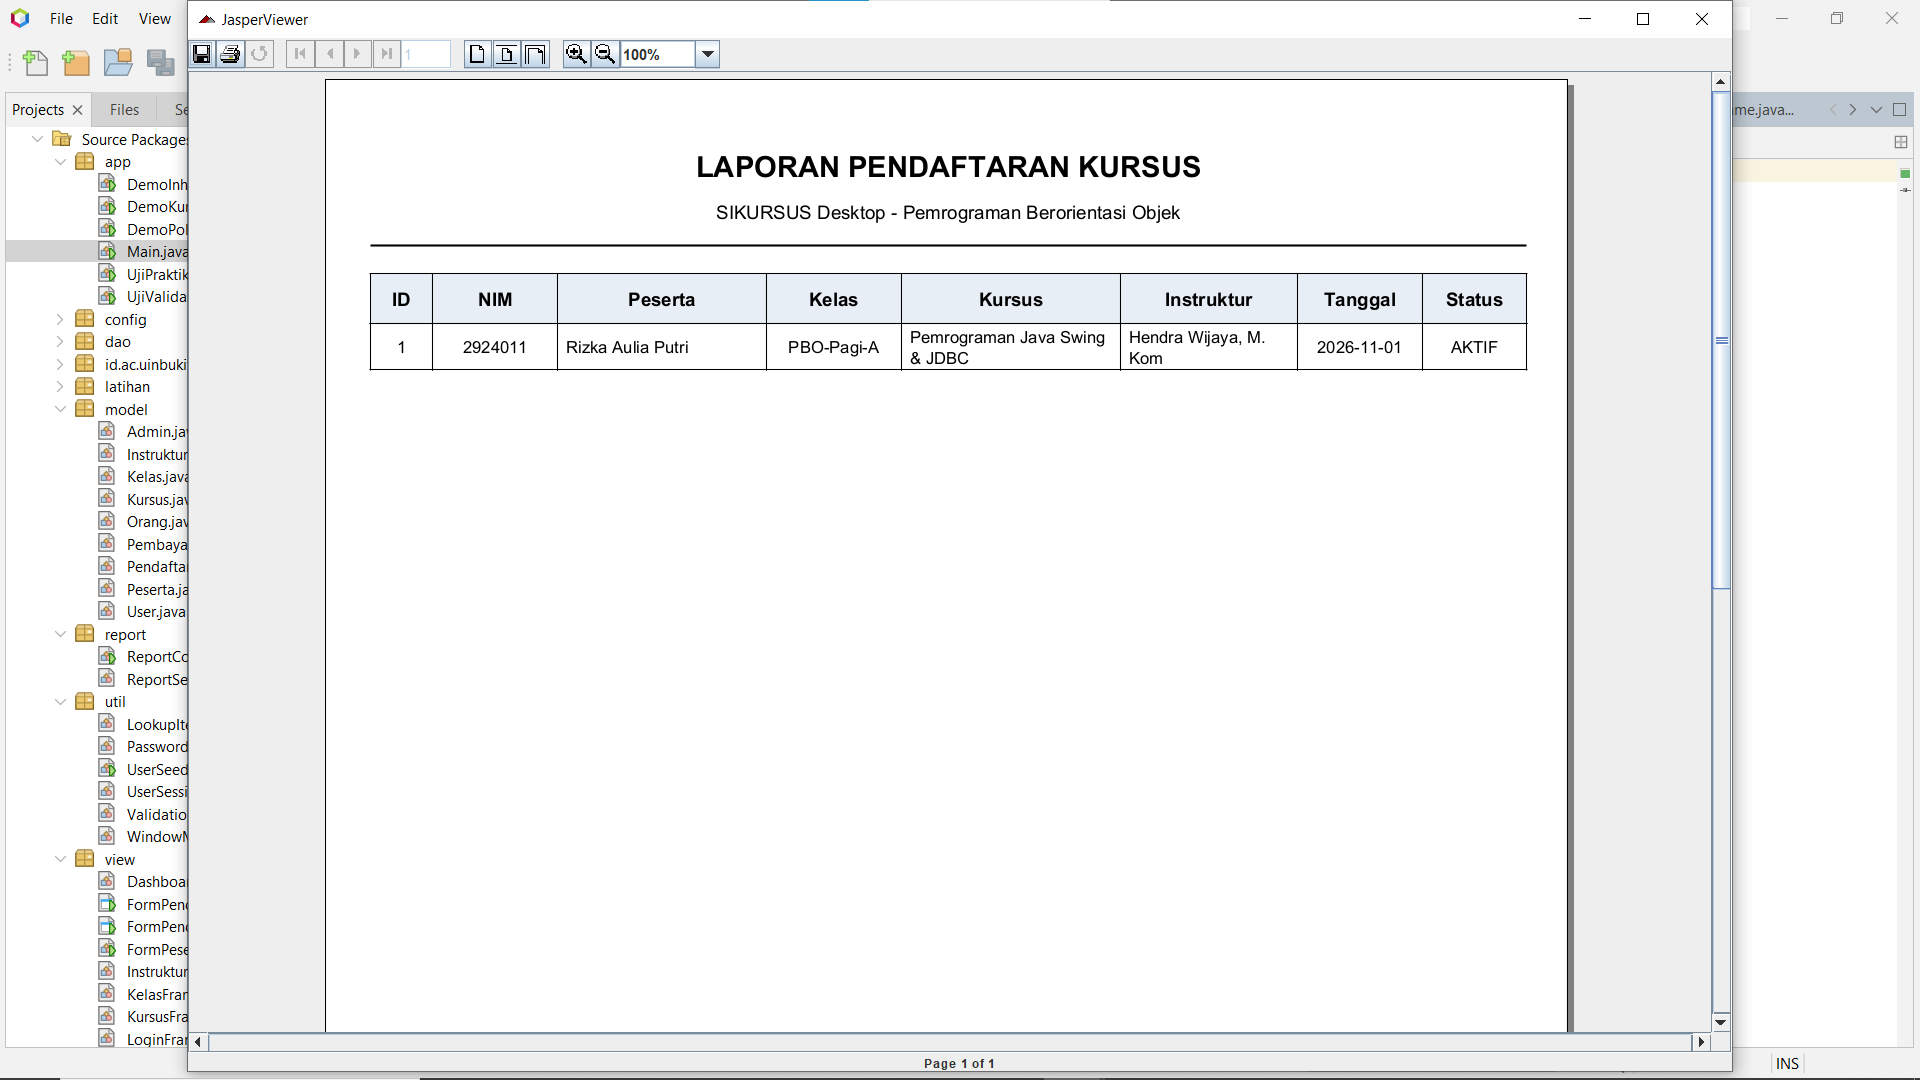 File Edit View
JasperViewer
1
100%
Projects Files Se
me.java...
Source Package
app
DemoInh
DemoKu
DemoPol
Main.java
UjiPraktik
UjiValida
config
dao
id.ac.uinbuki
latihan
model
Admin.ja
Instruktur
Kelas.java
Kursus.jav
Orang.jav
Pembaya
Pendafta
Peserta.ja
User.java
report
ReportCo
ReportSe
util
LookupIte
Password
UserSeed
UserSessi
Validatio
WindowM
view
Dashboa
FormPen
FormPen
FormPese
Instruktur
KelasFrar
KursusFra
LoginFrar
LAPORAN PENDAFTARAN KURSUS
SIKURSUS Desktop - Pemrograman Berorientasi Objek
ID NIM Peserta Kelas Kursus Instruktur Tanggal Status
1 2924011 Rizka Aulia Putri PBO-Pagi-A Pemrograman Java Swing & JDBC Hendra Wijaya, M. Kom 2026-11-01 AKTIF
Page 1 of 1
INS